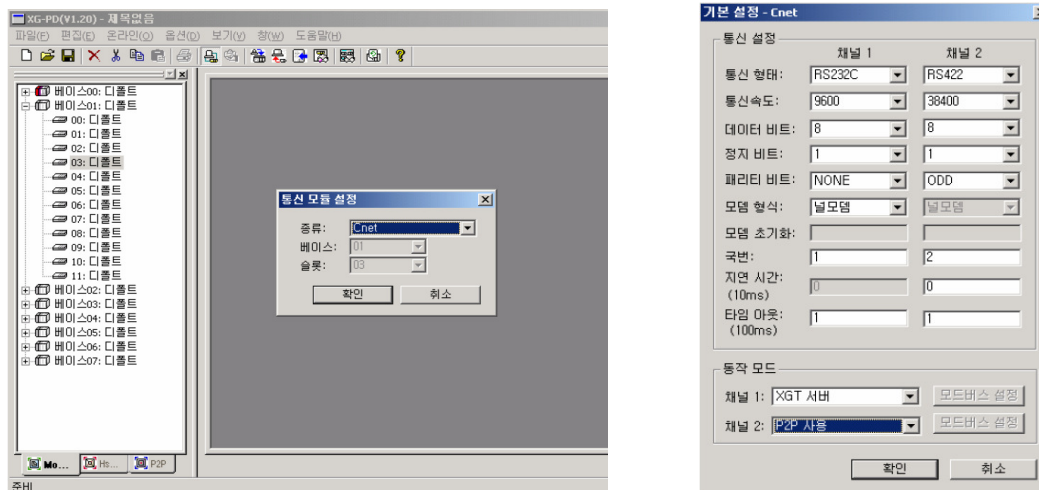 XG-PD(V1.20) - 제목없음
파일(F) 편집(E) 온라인(O) 옵션(O) 보기(V) 창(W) 도움말(H)
베이스00: 디폴트
베이스01: 디폴트
00: 디폴트
01: 디폴트
02: 디폴트
03: 디폴트
04: 디폴트
05: 디폴트
06: 디폴트
07: 디폴트
08: 디폴트
09: 디폴트
10: 디폴트
11: 디폴트
베이스02: 디폴트
베이스03: 디폴트
베이스04: 디폴트
베이스05: 디폴트
베이스06: 디폴트
베이스07: 디폴트
Mo... Hs... P2P
준비
통신 모듈 설정
종류: Cnet
베이스: 01
슬롯: 03
확인 취소
기본 설정 - Cnet
통신 설정
채널 1 채널 2
통신 형태: RS232C RS422
통신속도: 9600 38400
데이터 비트: 8 8
정지 비트: 1 1
패리티 비트: NONE ODD
모뎀 형식: 널모뎀 널모뎀
모뎀 초기화:
국번: 1 2
지연 시간: 0 0
(10ms)
타임 아웃: 1 1
(100ms)
동작 모드
채널 1: XGT 서버 모드버스 설정
채널 2: P2P 사용 모드버스 설정
확인 취소